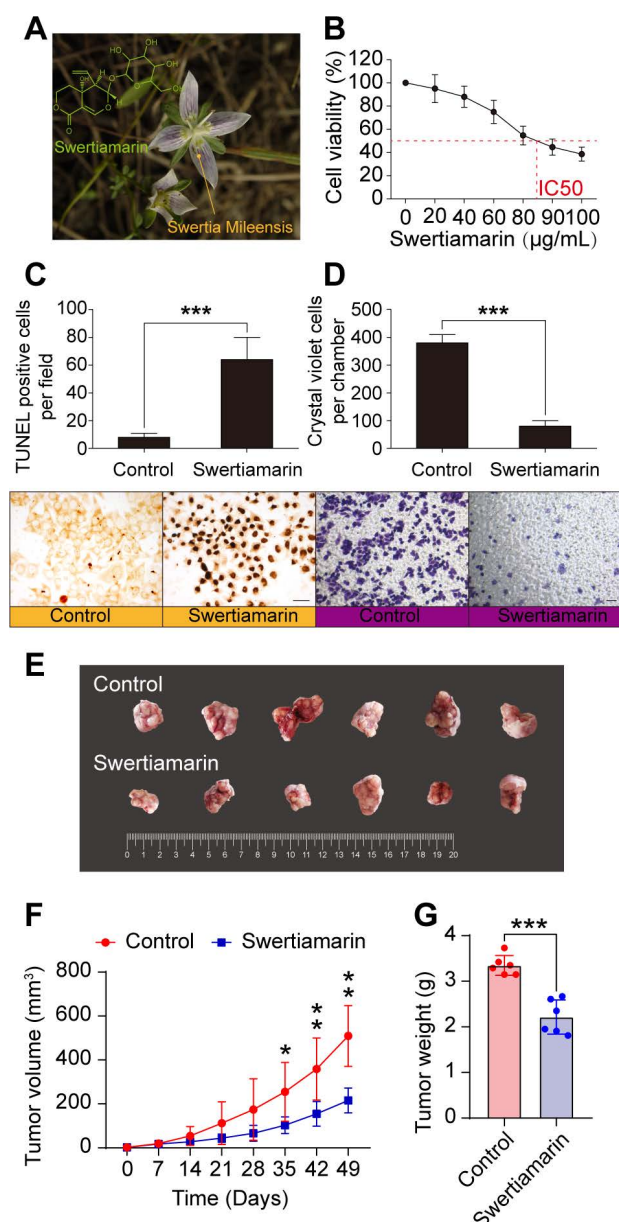 A
HO
OH
HO
OH
O
O
H
OH
H
O
O
Swertiamarin
Swertia Mileensis
B
Cell viability (%)
120
100
80
60
40
20
0
IC50
0 20 40 60 80 90 100
Swertiamarin (μg/mL)
C
TUNEL positive cells
per field
80
60
40
20
0
***
Control Swertiamarin
D
Crystal violet cells
per chamber
500
400
300
200
100
0
***
Control Swertiamarin
Control Swertiamarin Control Swertiamarin
E
Control
Swertiamarin
0 1 2 3 4 5 6 7 8 9 10 11 12 13 14 15 16 17 18 19 20
F
Control Swertiamarin
Tumor volume (mm³)
800
600
400
200
0
*
**
**
0 7 14 21 28 35 42 49
Time (Days)
G
Tumor weight (g)
4
3
2
1
0
***
Control
Swertiamarin